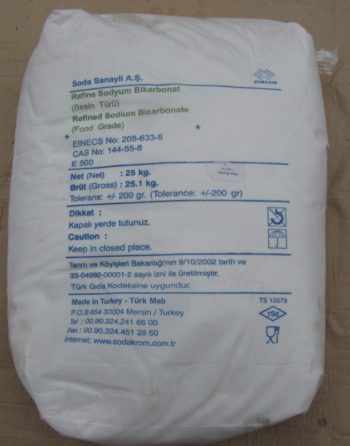 Soda Sanayii A.Ş.
Refine Sodyum Bikarbonat
(Besin Türü)
Refined Sodium Bicarbonate
(Food Grade)
EINECS No: 205-633-8
CAS No: 144-55-8
E 500
Net (Net) : 25 kg.
Brüt (Gross) : 25.1 kg.
Tolerans: +/- 200 gr. (Tolerance: +/-200 gr)
Dikkat :
Kapalı yerde tutunuz.
Caution :
Keep in closed place.
Tarım ve Köyişleri Bakanlığı'nın 9/10/2002 tarih ve
33-04992-00001-2 sayılı izni ile üretilmiştir.
Türk Gıda Kodeksine uygundur.
Made in Turkey - Türk Malı
TS 10379
P.O.B 654 33004 Mersin / Turkey
Tel : 00.90.324.241 66 00
TSE
Fax : 00.90.324.451 28 50
İnternet: www.sodakrom.com.tr